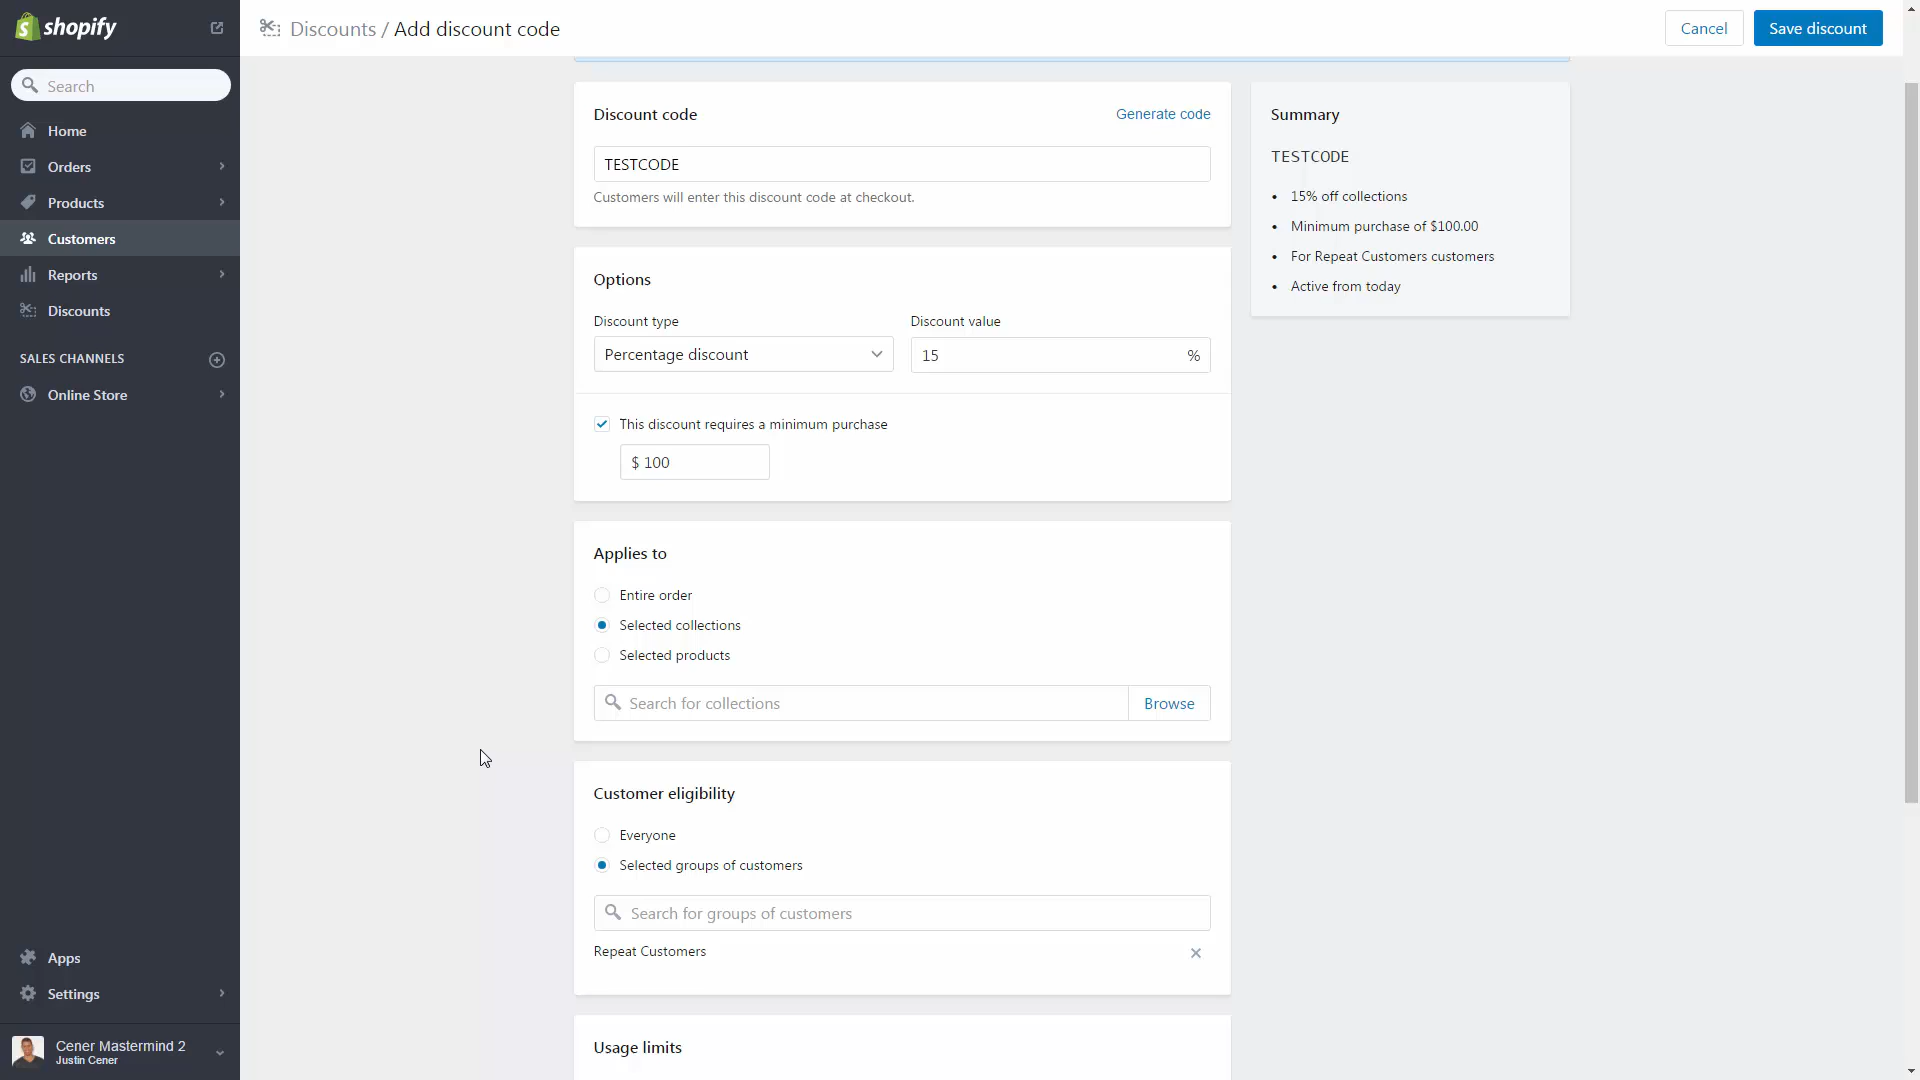 shopify
Search
Home
Orders
Products
Customers
Reports
Discounts
SALES CHANNELS
Online Store
Apps
Settings
Cener Mastermind 2
Justin Cener
Discounts / Add discount code
Cancel
Save discount
Discount code
Generate code
TESTCODE
Customers will enter this discount code at checkout.
Options
Discount type
Discount value
Percentage discount
15 %
This discount requires a minimum purchase
$ 100
Applies to
Entire order
Selected collections
Selected products
Search for collections
Browse
Customer eligibility
Everyone
Selected groups of customers
Search for groups of customers
Repeat Customers
Usage limits
Summary
TESTCODE
• 15% off collections
• Minimum purchase of $100.00
• For Repeat Customers customers
• Active from today